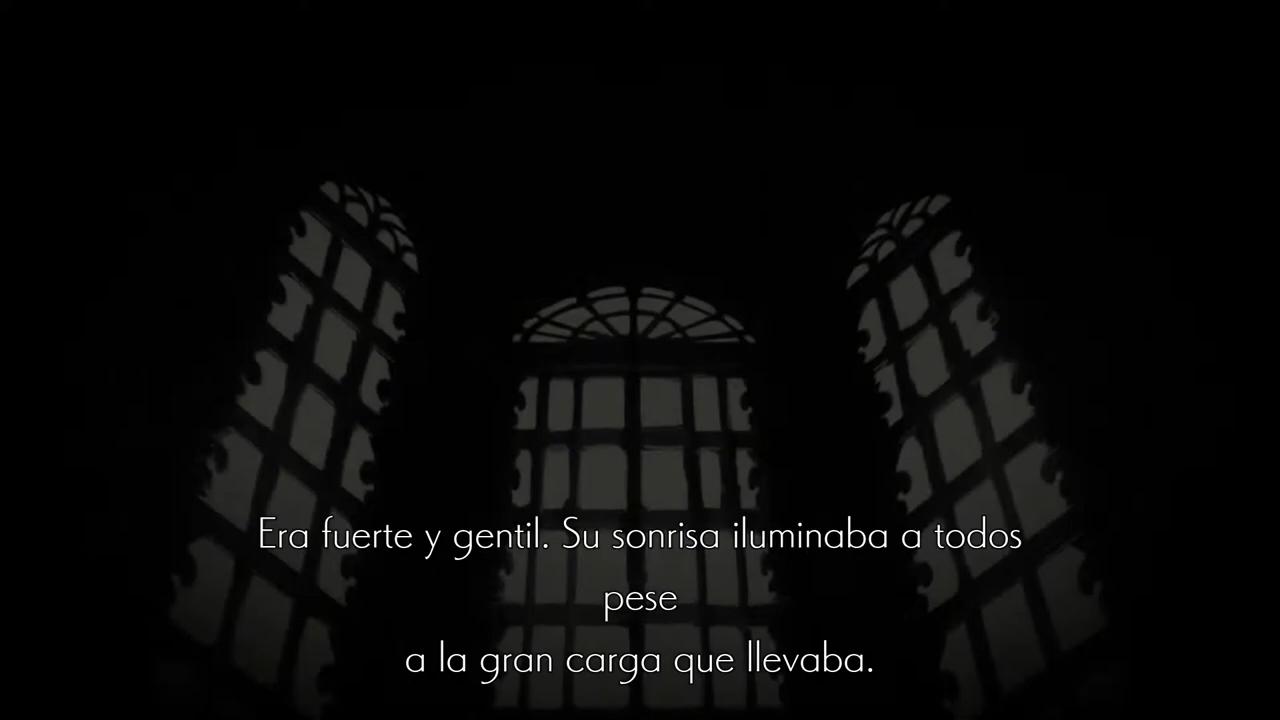 Era fuerte y gentil. Su sonrisa iluminaba a todos
pese
a la gran carga que llevaba.